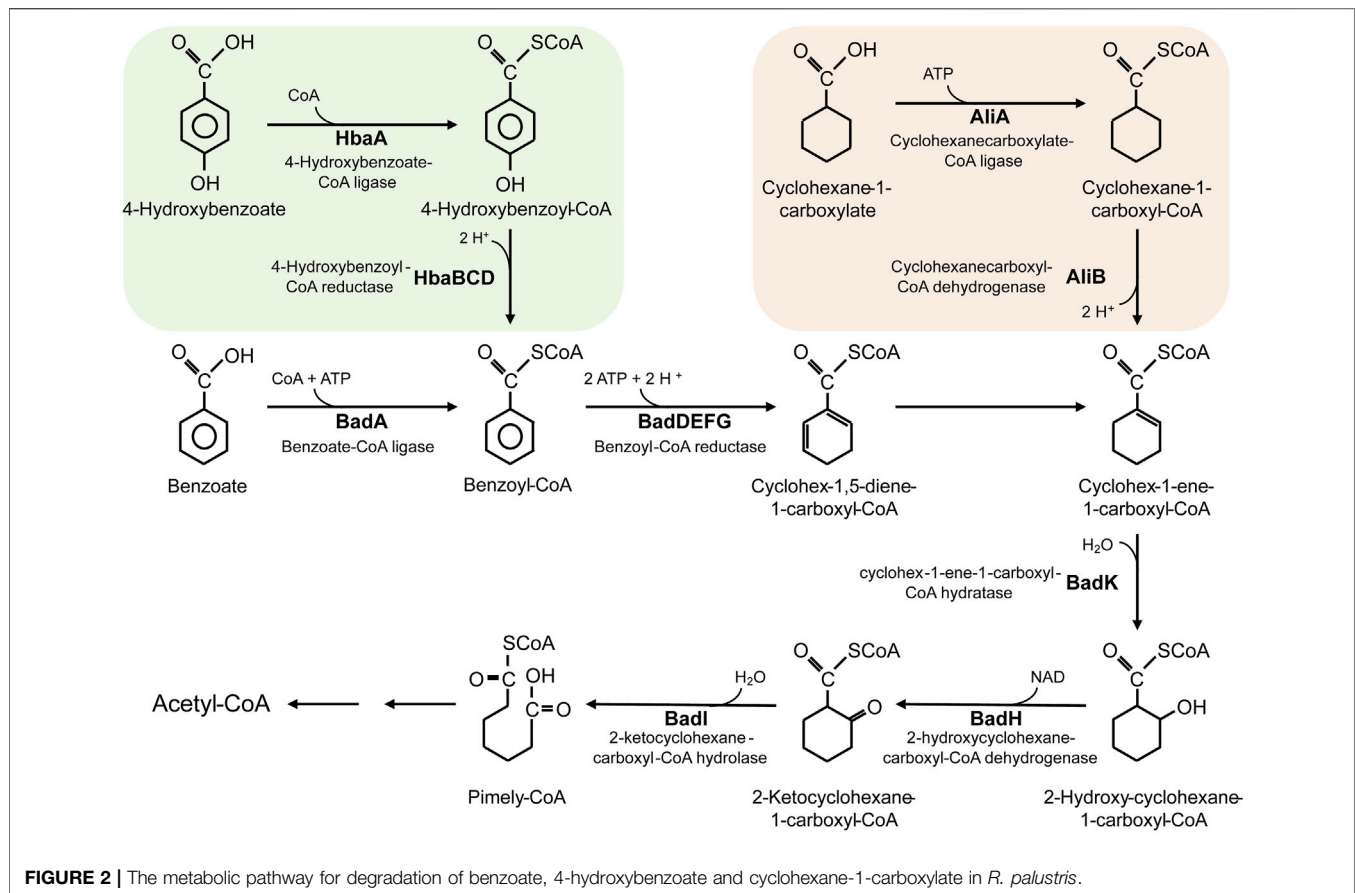 O
OH
C
CoA
HbaA
4-Hydroxybenzoate-
CoA ligase
OH
4-Hydroxybenzoate
O
SCoA
C
OH
4-Hydroxybenzoyl-CoA
2 H⁺
4-Hydroxybenzoyl-
CoA reductase
HbaBCD
O
OH
C
Cyclohexane-1-
carboxylate
ATP
AliA
Cyclohexanecarboxylate-
CoA ligase
O
SCoA
C
Cyclohexane-1-
carboxyl-CoA
Cyclohexanecarboxyl-
CoA dehydrogenase
AliB
2 H⁺
O
OH
C
Benzoate
CoA + ATP
BadA
Benzoate-CoA ligase
O
SCoA
C
Benzoyl-CoA
2 ATP + 2 H⁺
BadDEFG
Benzoyl-CoA reductase
O
SCoA
C
Cyclohex-1,5-diene-
1-carboxyl-CoA
O
SCoA
C
Cyclohex-1-ene-
1-carboxyl-CoA
H₂O
cyclohex-1-ene-1-carboxyl-
CoA hydratase
BadK
O
SCoA
C
OH
2-Hydroxy-cyclohexane-
1-carboxyl-CoA
NAD
BadH
2-hydroxycyclohexane-
carboxyl-CoA dehydrogenase
O
SCoA
C
O
2-Ketocyclohexane-
1-carboxyl-CoA
H₂O
BadI
2-ketocyclohexane-
carboxyl-CoA hydrolase
SCoA
O=C OH
C=O
Pimely-CoA
Acetyl-CoA
FIGURE 2 | The metabolic pathway for degradation of benzoate, 4-hydroxybenzoate and cyclohexane-1-carboxylate in R. palustris.